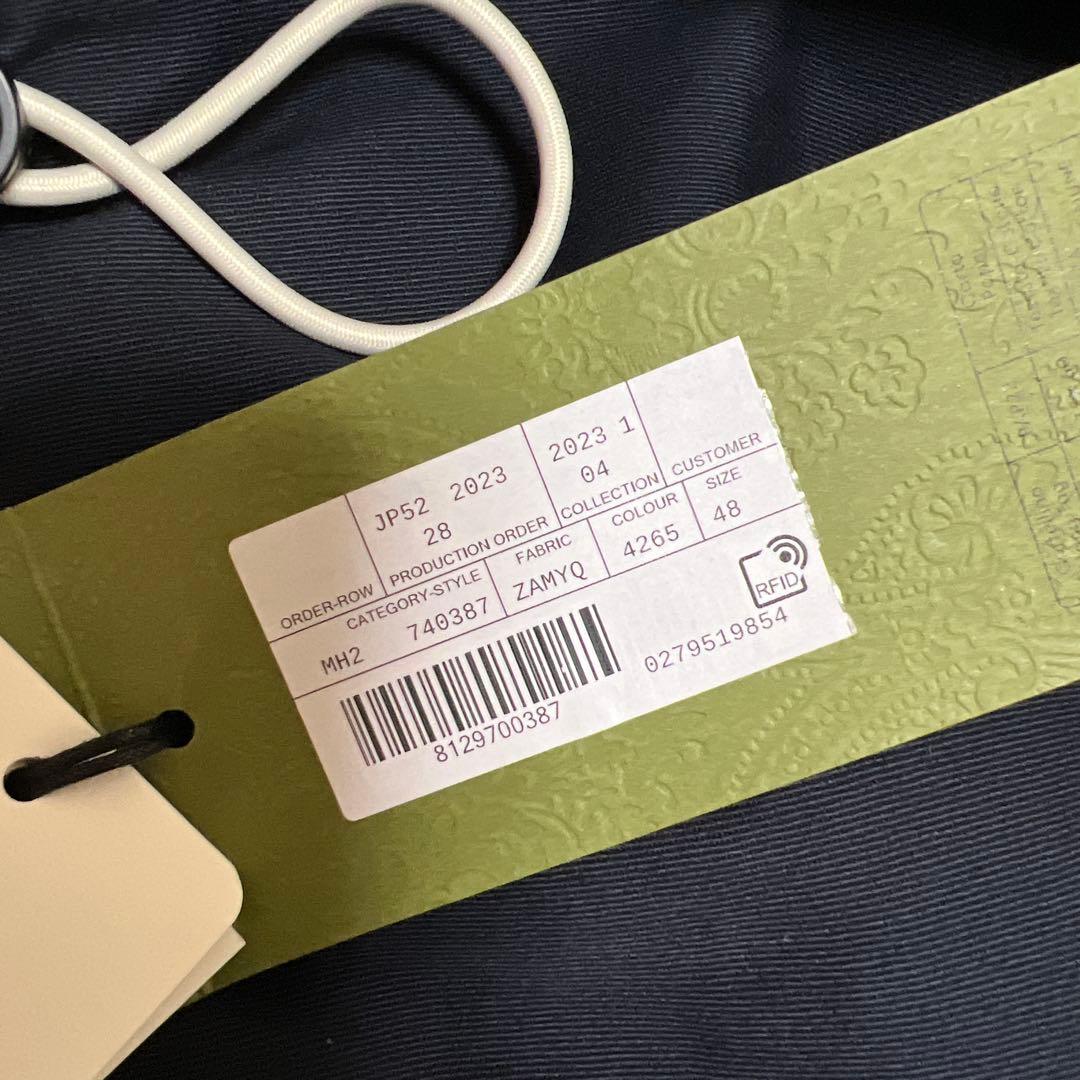 JP52 2023
28
2023 1
04
ORDER-ROW PRODUCTION ORDER COLLECTION CUSTOMER
CATEGORY-STYLE FABRIC COLOUR SIZE
MH2 740387 ZAMYQ 4265 48
RFID
8129700387
0279519854